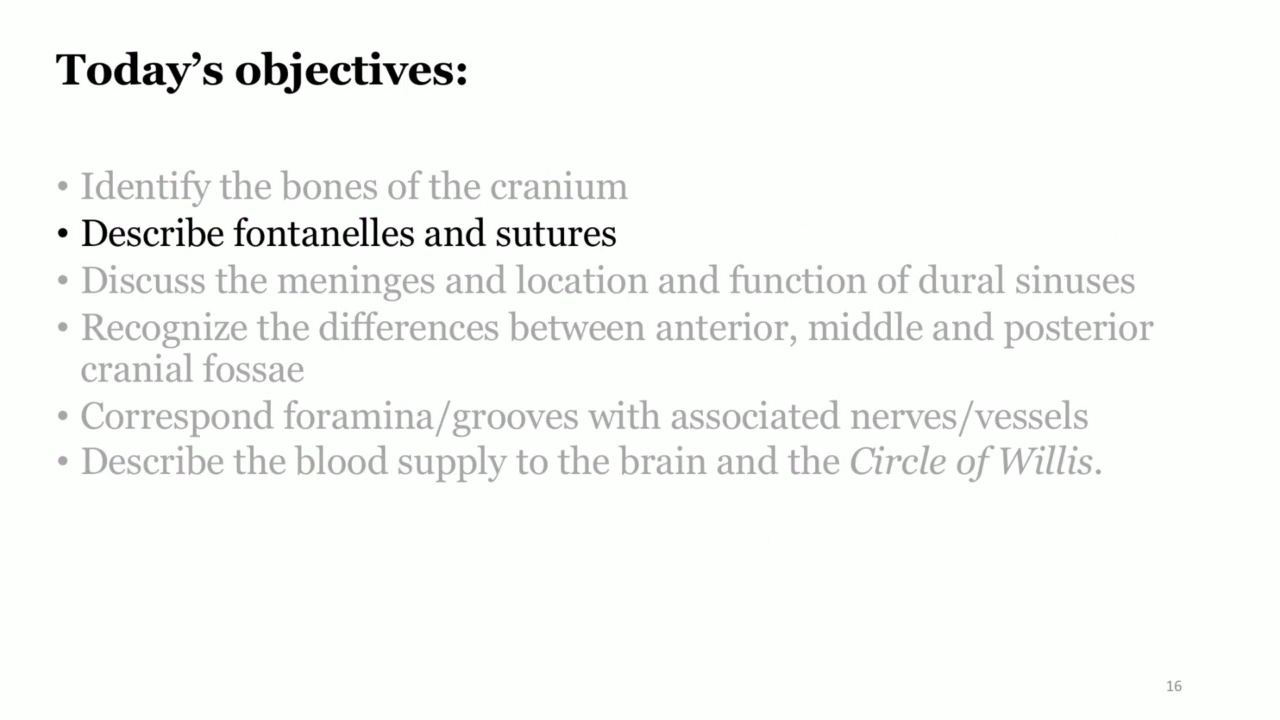 Today’s objectives:
• Identify the bones of the cranium
• Describe fontanelles and sutures
• Discuss the meninges and location and function of dural sinuses
• Recognize the differences between anterior, middle and posterior
cranial fossae
• Correspond foramina/grooves with associated nerves/vessels
• Describe the blood supply to the brain and the Circle of Willis.
16